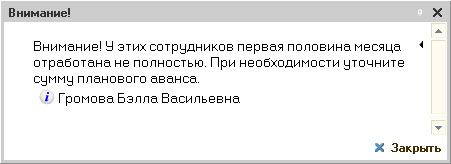 Внимание!
Внимание! У этих сотрудников первая половина месяца
отработана не полностью. При необходимости уточните
сумму планового аванса.
Громова Бэлла Васильевна
Закрыть